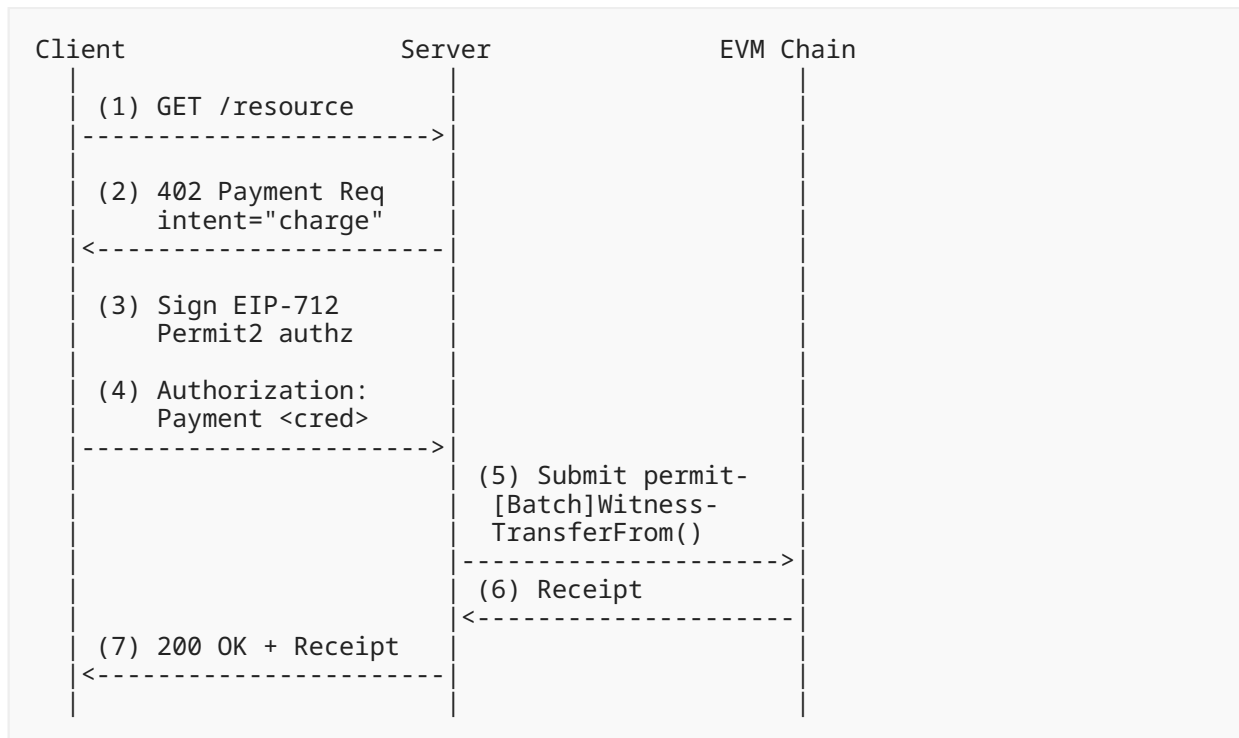 Client Server EVM Chain
(1) GET /resource
(2) 402 Payment Req
intent="charge"
(3) Sign EIP-712
Permit2 authz
(4) Authorization:
Payment <cred>
(5) Submit permit-
[Batch]Witness-
TransferFrom()
(6) Receipt
(7) 200 OK + Receipt